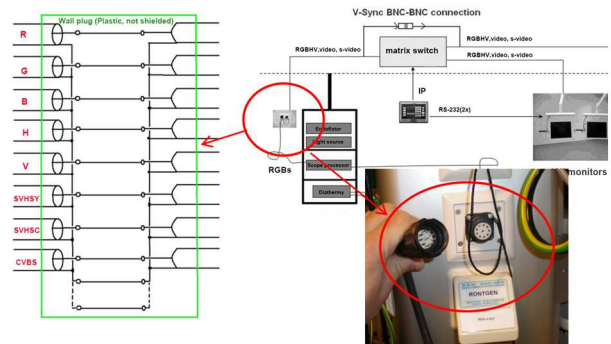 Wall plug (Plastic, not shielded)
R
G
B
H
V
SVHSY
SVHSC
CVBS
V-Sync BNC-BNC connection
RGBHV,video, s-video
RGBHV,video, s-video
RGBHV,video, s-video
matrix switch
IP
RS-232(2x)
Endoflator
Light source
Scope processor
Diathermy
RGBs
monitors
RONTGEN